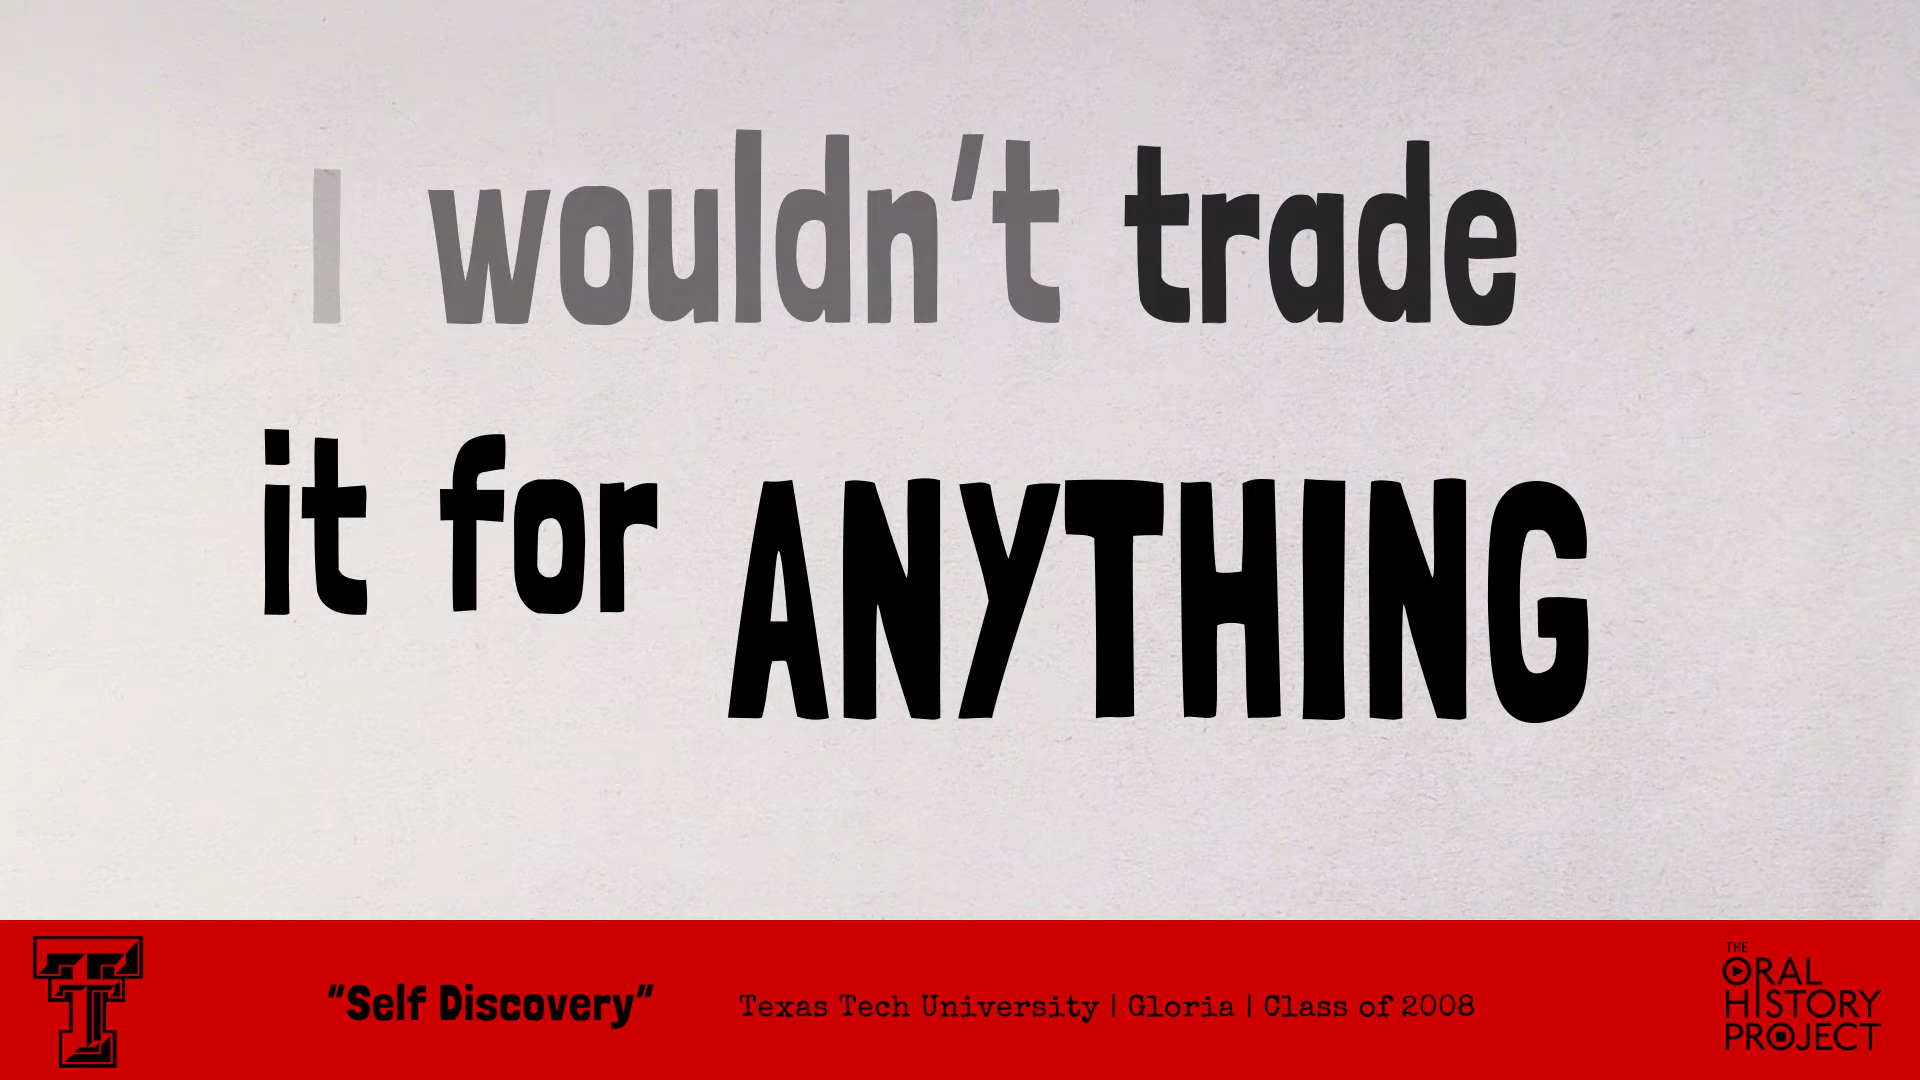 I wouldn't trade
it for ANYTHING
"Self Discovery"
Texas Tech University | Gloria | Class of 2008
THE
ORAL
HISTORY
PROJECT